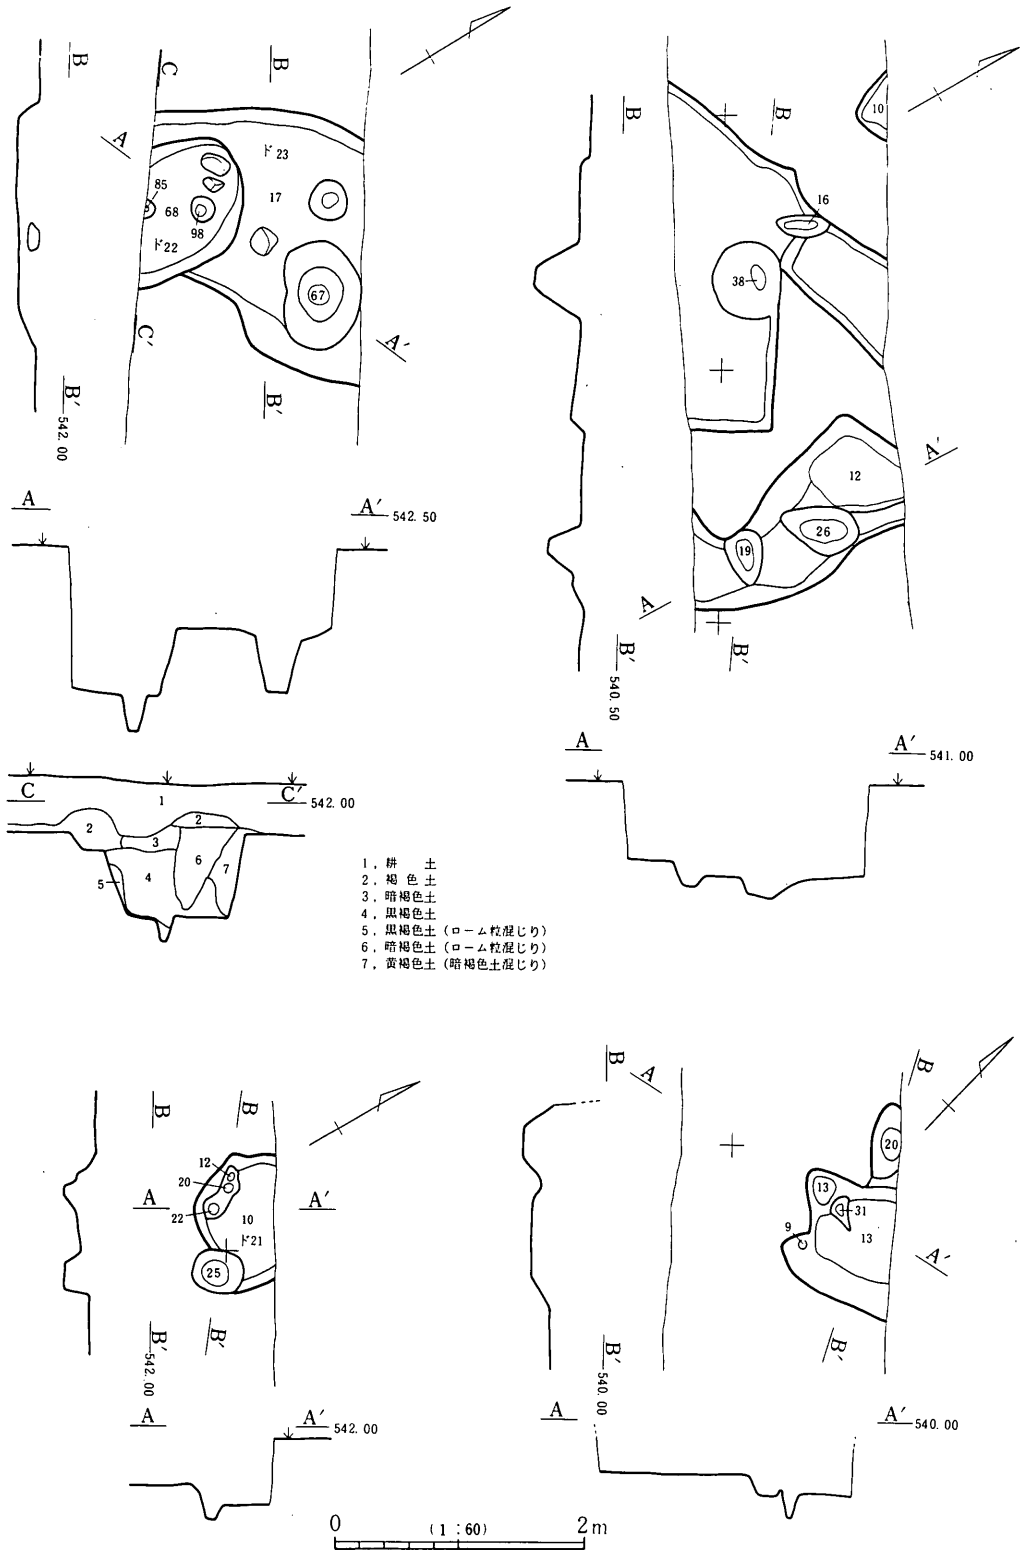 B
C
B
A
ド23
85
68
17
98
ド22
67
C'
A'
B'
B'
542.00
A
A' 542.50
C
C' 542.00
1
2
2
3
4
5
6
7
1, 耕 土
2, 褐色土
3, 暗褐色土
4, 黒褐色土
5, 黒褐色土 (ローム粒混じり)
6, 暗褐色土 (ローム粒混じり)
7, 黄褐色土 (暗褐色土混じり)
B
B
10
16
38
12
A'
26
19
A
B'
B'
540.50
A
A' 541.00
B
B
12
20
A
A'
22
10
ド21
25
B'
B'
542.00
A
A' 542.00
B
A
B
20
13
31
9
13
A'
B'
B'
540.00
A
A' 540.00
0
(1:60)
2m